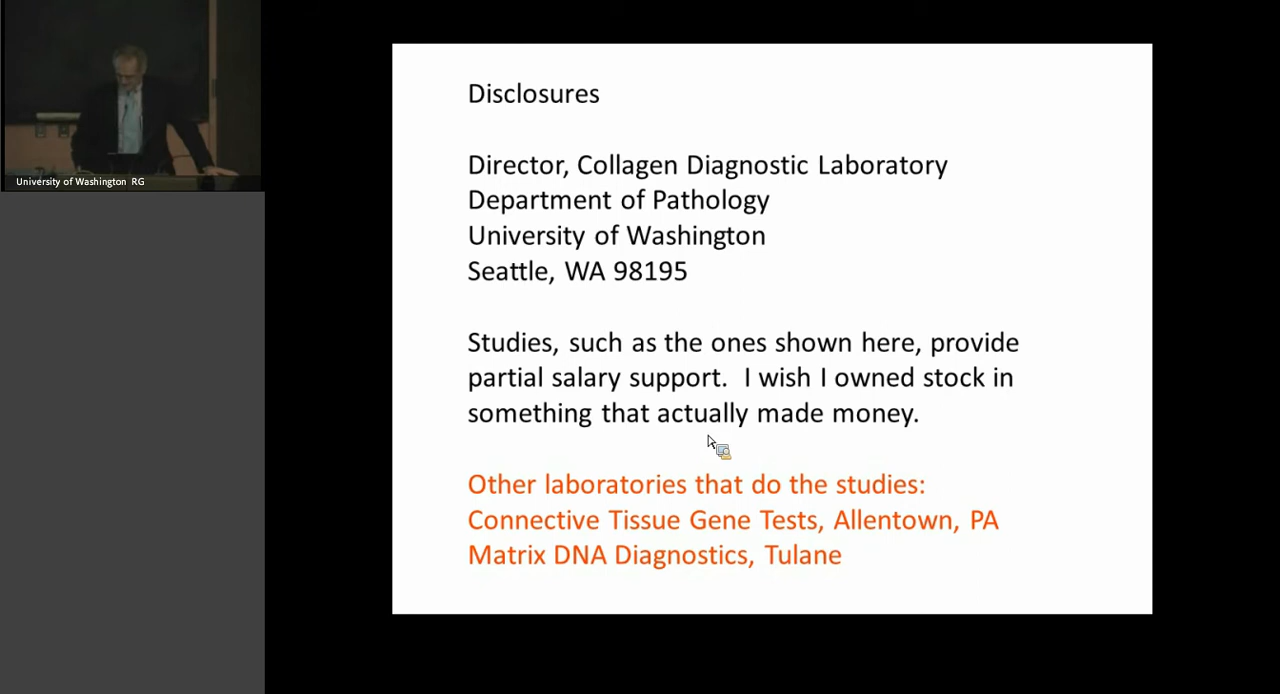 University of Washington RG
Disclosures
Director, Collagen Diagnostic Laboratory
Department of Pathology
University of Washington
Seattle, WA 98195
Studies, such as the ones shown here, provide
partial salary support.  I wish I owned stock in
something that actually made money.
Other laboratories that do the studies:
Connective Tissue Gene Tests, Allentown, PA
Matrix DNA Diagnostics, Tulane